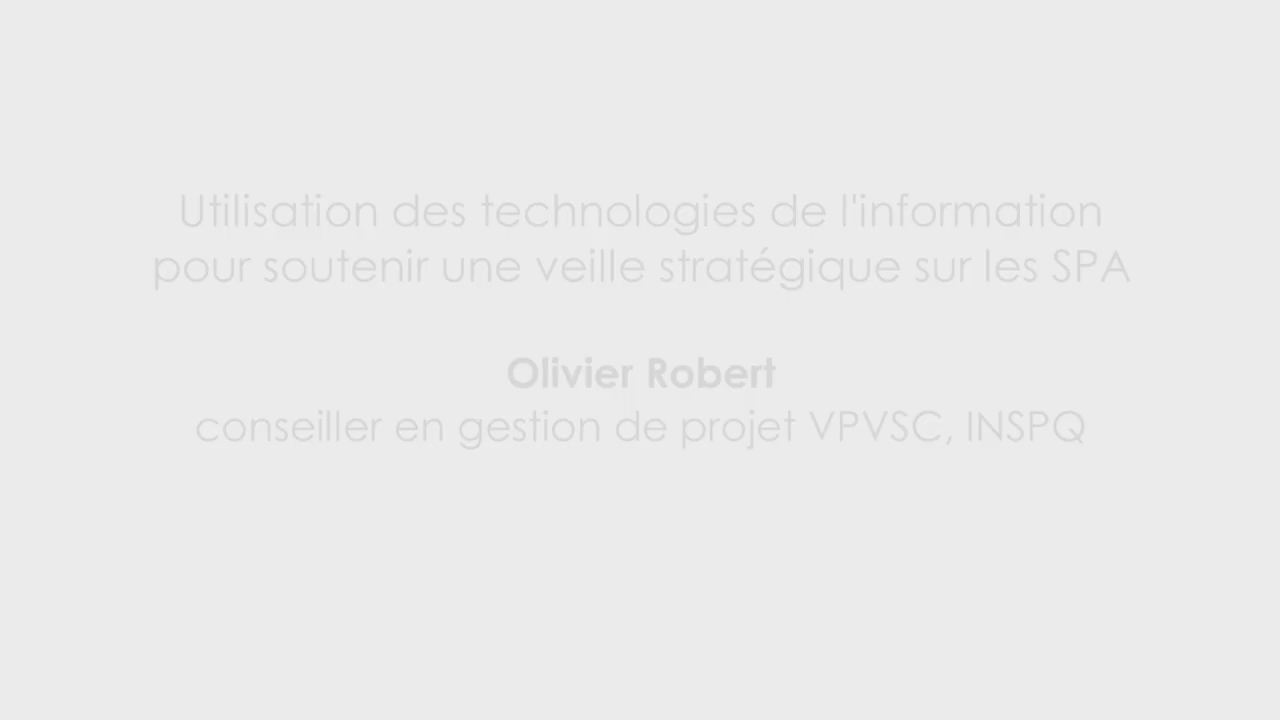 Utilisation des technologies de l'information
pour soutenir une veille stratégique sur les SPA
Olivier Robert
conseiller en gestion de projet VPVSC, INSPQ